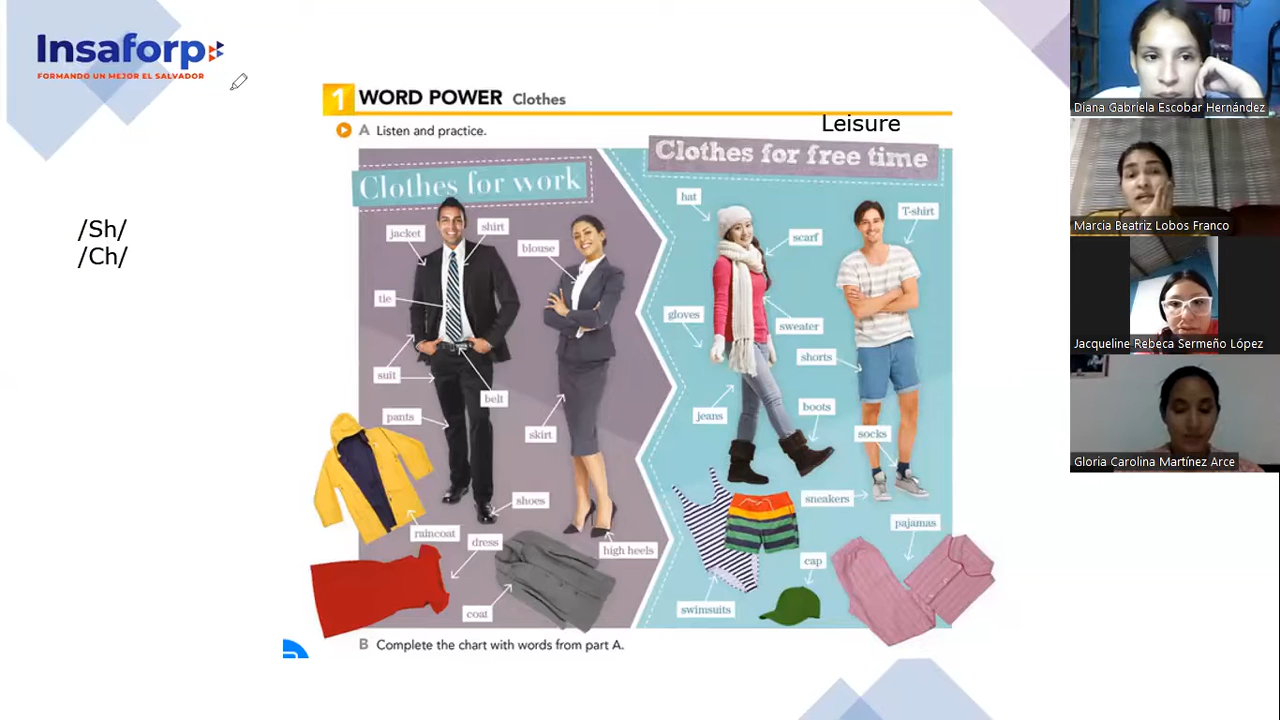 Insaforp
FORMANDO UN MEJOR EL SALVADOR
1 WORD POWER Clothes
A Listen and practice.
Leisure
/Sh/
/Ch/
Clothes for work
jacket
shirt
blouse
tie
suit
belt
pants
skirt
shoes
raincoat
dress
high heels
coat
Clothes for free time
hat
T-shirt
scarf
gloves
sweater
shorts
jeans
boots
socks
sneakers
pajamas
cap
swimsuits
B Complete the chart with words from part A.
Diana Gabriela Escobar Hernández
Marcia Beatriz Lobos Franco
Jacqueline Rebeca Sermeño López
Gloria Carolina Martínez Arce